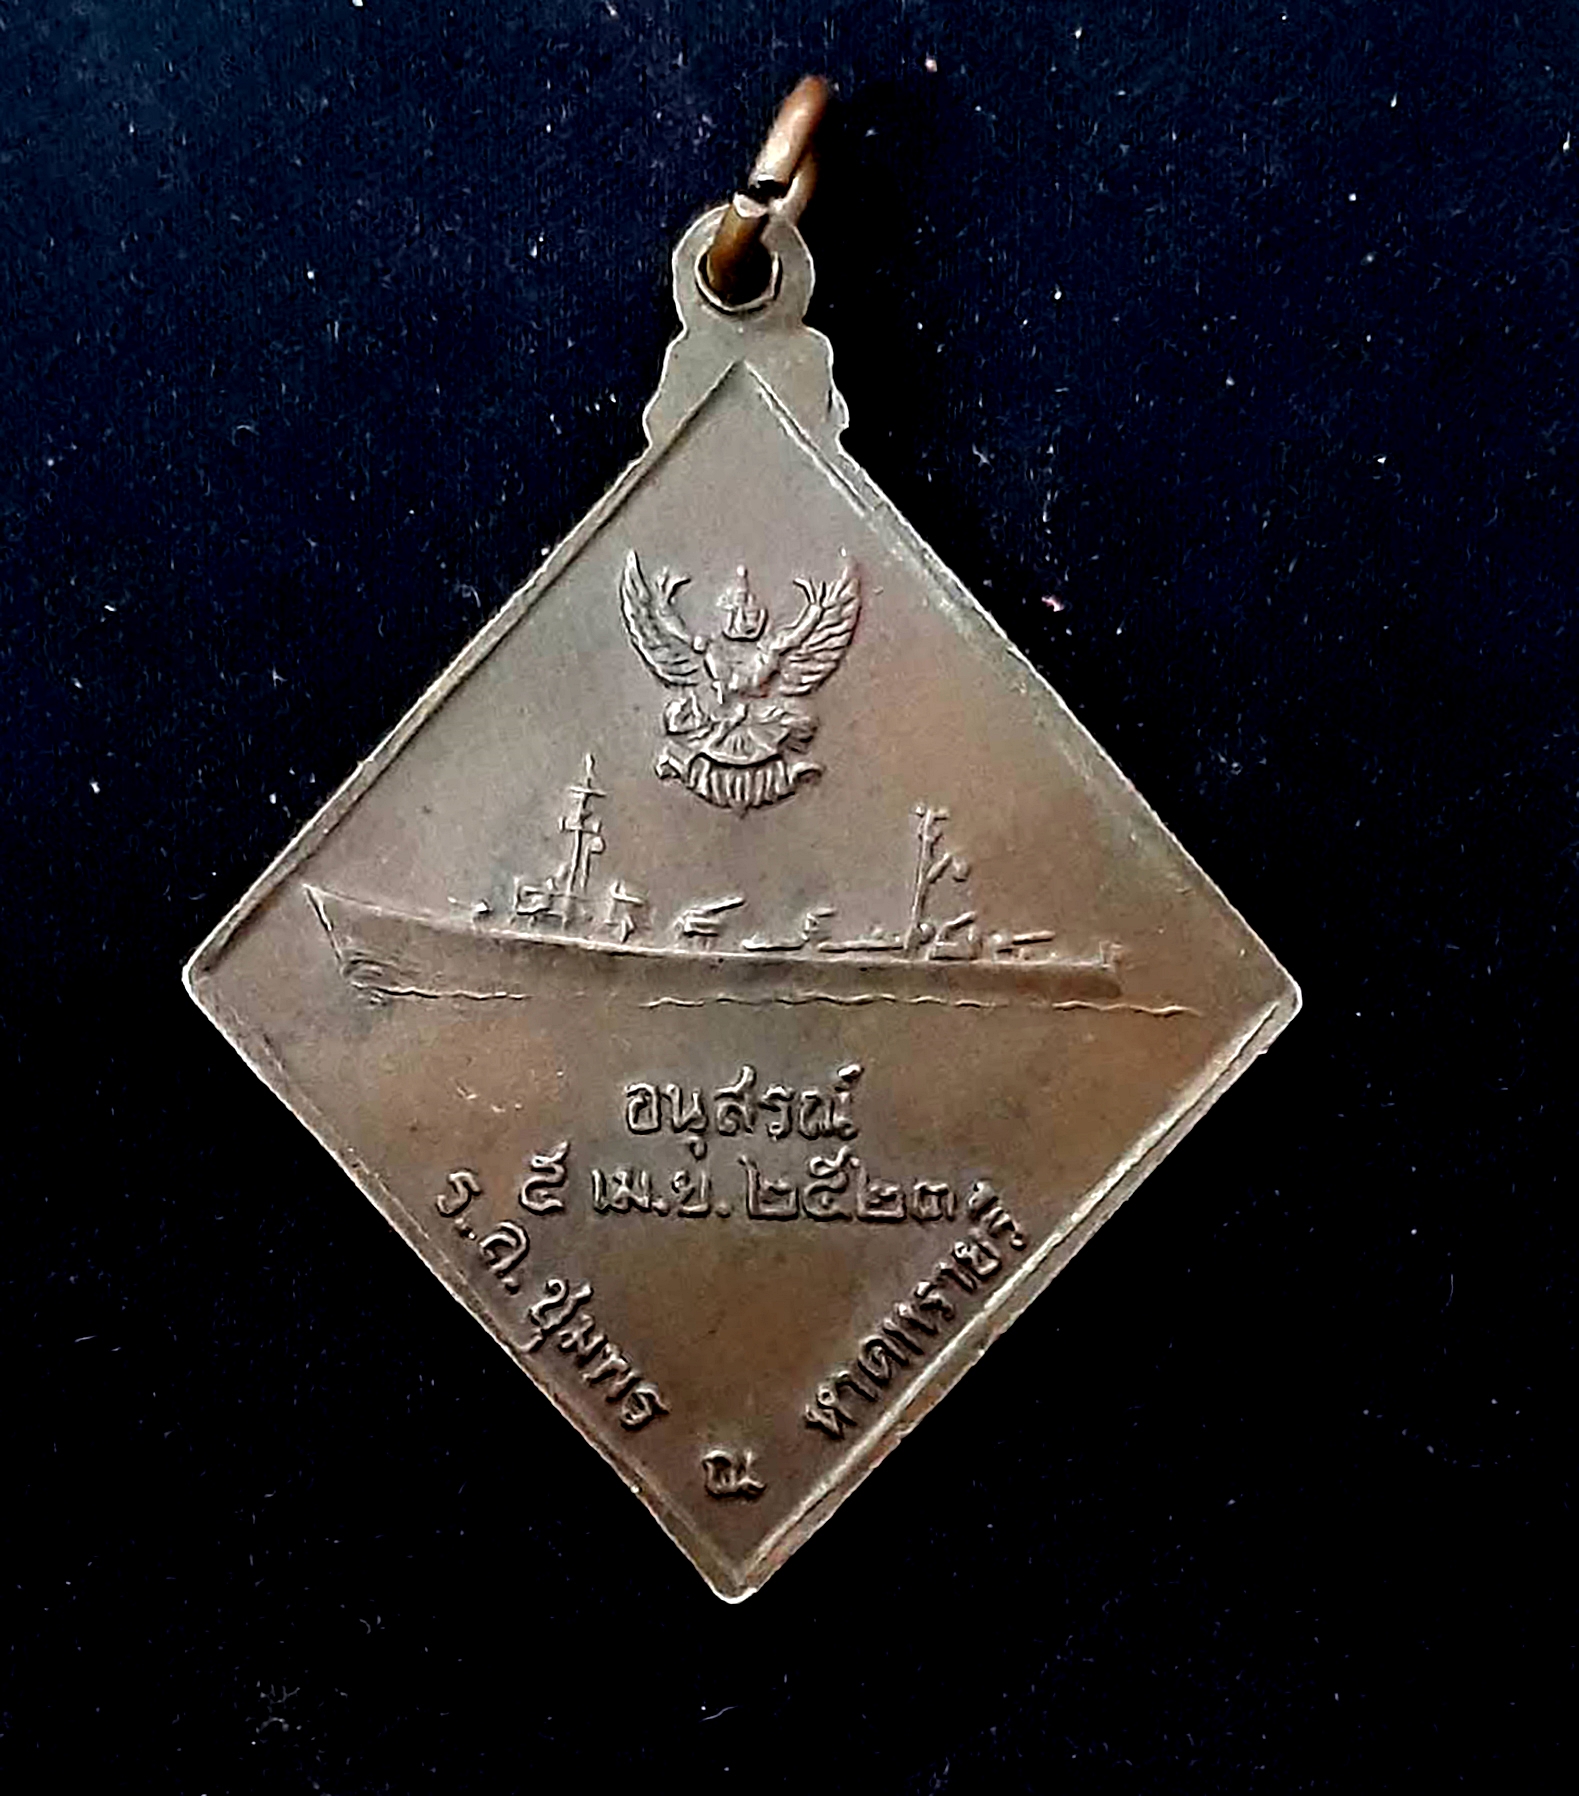 อนุสรณ์
๕ เม.ย. ๒๕๒๓
ร.ล. ชุมพร
ณ
หาดทรายรี